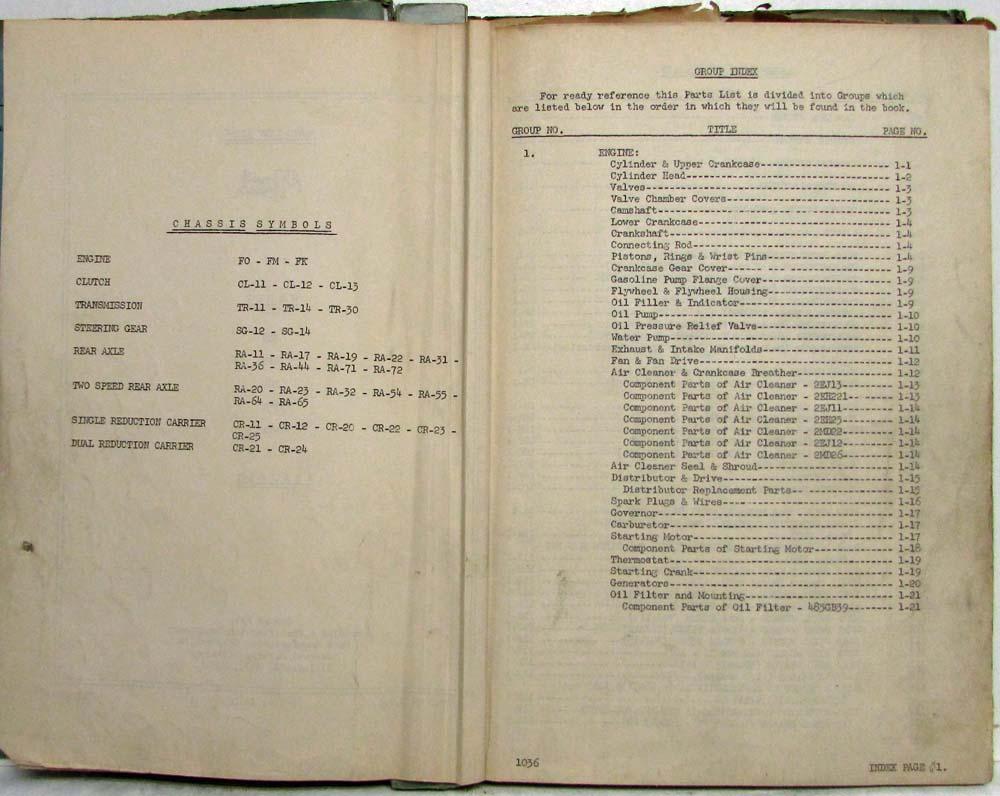 CHASSIS SYMBOLS
ENGINE FO - FM - FK
CLUTCH CL-11 - CL-12 - CL-13
TRANSMISSION TR-11 - TR-14 - TR-30
STEERING GEAR SG-12 - SG-14
REAR AXLE RA-11 - RA-17 - RA-19 - RA-22 - RA-31 -
RA-36 - RA-44 - RA-71 - RA-72
TWO SPEED REAR AXLE RA-20 - RA-23 - RA-32 - RA-54 - RA-55 -
RA-64 - RA-65
SINGLE REDUCTION CARRIER CR-11 - CR-12 - CR-20 - CR-22 - CR-23 -
CR-25
DUAL REDUCTION CARRIER CR-21 - CR-24
GROUP INDEX
For ready reference this Parts List is divided into Groups which
are listed below in the order in which they will be found in the book.
GROUP NO. TITLE PAGE NO.
1. ENGINE:
Cylinder & Upper Crankcase-------------------- 1-1
Cylinder Head-------------------- 1-2
Valves-------------------- 1-3
Valve Chamber Covers-------------------- 1-3
Camshaft-------------------- 1-3
Lower Crankcase-------------------- 1-4
Crankshaft-------------------- 1-4
Connecting Rod-------------------- 1-4
Pistons, Rings & Wrist Pins-------------------- 1-4
Crankcase Gear Cover-------------------- 1-9
Gasoline Pump Flange Cover-------------------- 1-9
Flywheel & Flywheel Housing-------------------- 1-9
Oil Filler & Indicator-------------------- 1-9
Oil Pump-------------------- 1-10
Oil Pressure Relief Valve-------------------- 1-10
Water Pump-------------------- 1-10
Exhaust & Intake Manifolds-------------------- 1-11
Fan & Fan Drive-------------------- 1-12
Air Cleaner & Crankcase Breather-------------------- 1-12
Component Parts of Air Cleaner - 2EJ13--------- 1-13
Component Parts of Air Cleaner - 2EH221-- ----- 1-13
Component Parts of Air Cleaner - 2EJ11--------- 1-14
Component Parts of Air Cleaner - 2EH25--------- 1-14
Component Parts of Air Cleaner - 2MD22--------- 1-14
Component Parts of Air Cleaner - 2EJ12--------- 1-14
Component Parts of Air Cleaner - 2MD26--------- 1-14
Air Cleaner Seal & Shroud-------------------- 1-14
Distributor & Drive-------------------- 1-15
Distributor Replacement Parts-- -------------- 1-15
Spark Plugs & Wires-------------------- 1-16
Governor-------------------- 1-17
Carburetor-------------------- 1-17
Starting Motor-------------------- 1-17
Component Parts of Starting Motor-------------- 1-18
Thermostat-------------------- 1-19
Starting Crank-------------------- 1-19
Generators-------------------- 1-20
Oil Filter and Mounting-------------------- 1-21
Component Parts of Oil Filter - 483GB39-------- 1-21
1036 INDEX PAGE #1.